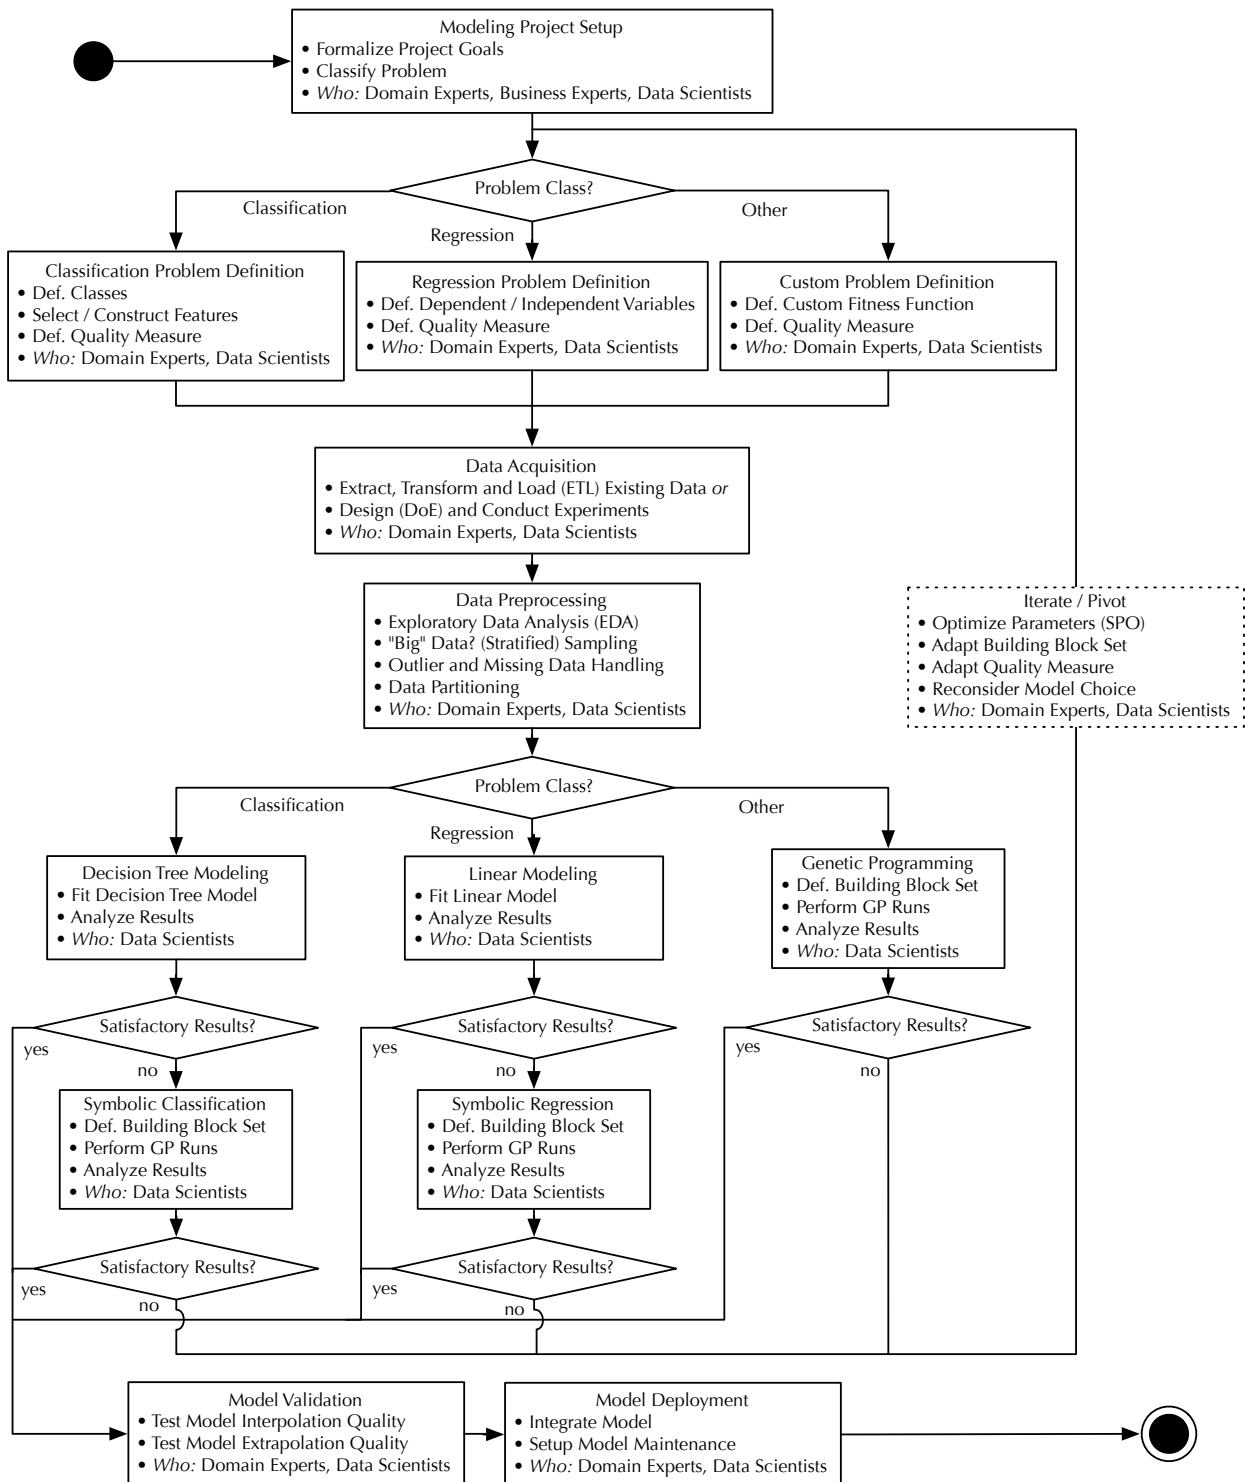 Modeling Project Setup
• Formalize Project Goals
• Classify Problem
• Who: Domain Experts, Business Experts, Data Scientists
Problem Class?
Classification
Regression
Other
Classification Problem Definition
• Def. Classes
• Select / Construct Features
• Def. Quality Measure
• Who: Domain Experts, Data Scientists
Regression Problem Definition
• Def. Dependent / Independent Variables
• Def. Quality Measure
• Who: Domain Experts, Data Scientists
Custom Problem Definition
• Def. Custom Fitness Function
• Def. Quality Measure
• Who: Domain Experts, Data Scientists
Data Acquisition
• Extract, Transform and Load (ETL) Existing Data or
• Design (DoE) and Conduct Experiments
• Who: Domain Experts, Data Scientists
Data Preprocessing
• Exploratory Data Analysis (EDA)
• "Big" Data? (Stratified) Sampling
• Outlier and Missing Data Handling
• Data Partitioning
• Who: Domain Experts, Data Scientists
Iterate / Pivot
• Optimize Parameters (SPO)
• Adapt Building Block Set
• Adapt Quality Measure
• Reconsider Model Choice
• Who: Domain Experts, Data Scientists
Problem Class?
Classification
Regression
Other
Decision Tree Modeling
• Fit Decision Tree Model
• Analyze Results
• Who: Data Scientists
Linear Modeling
• Fit Linear Model
• Analyze Results
• Who: Data Scientists
Genetic Programming
• Def. Building Block Set
• Perform GP Runs
• Analyze Results
• Who: Data Scientists
Satisfactory Results?
yes
no
Satisfactory Results?
yes
no
Satisfactory Results?
yes
no
Symbolic Classification
• Def. Building Block Set
• Perform GP Runs
• Analyze Results
• Who: Data Scientists
Symbolic Regression
• Def. Building Block Set
• Perform GP Runs
• Analyze Results
• Who: Data Scientists
Satisfactory Results?
yes
no
Satisfactory Results?
yes
no
Model Validation
• Test Model Interpolation Quality
• Test Model Extrapolation Quality
• Who: Domain Experts, Data Scientists
Model Deployment
• Integrate Model
• Setup Model Maintenance
• Who: Domain Experts, Data Scientists